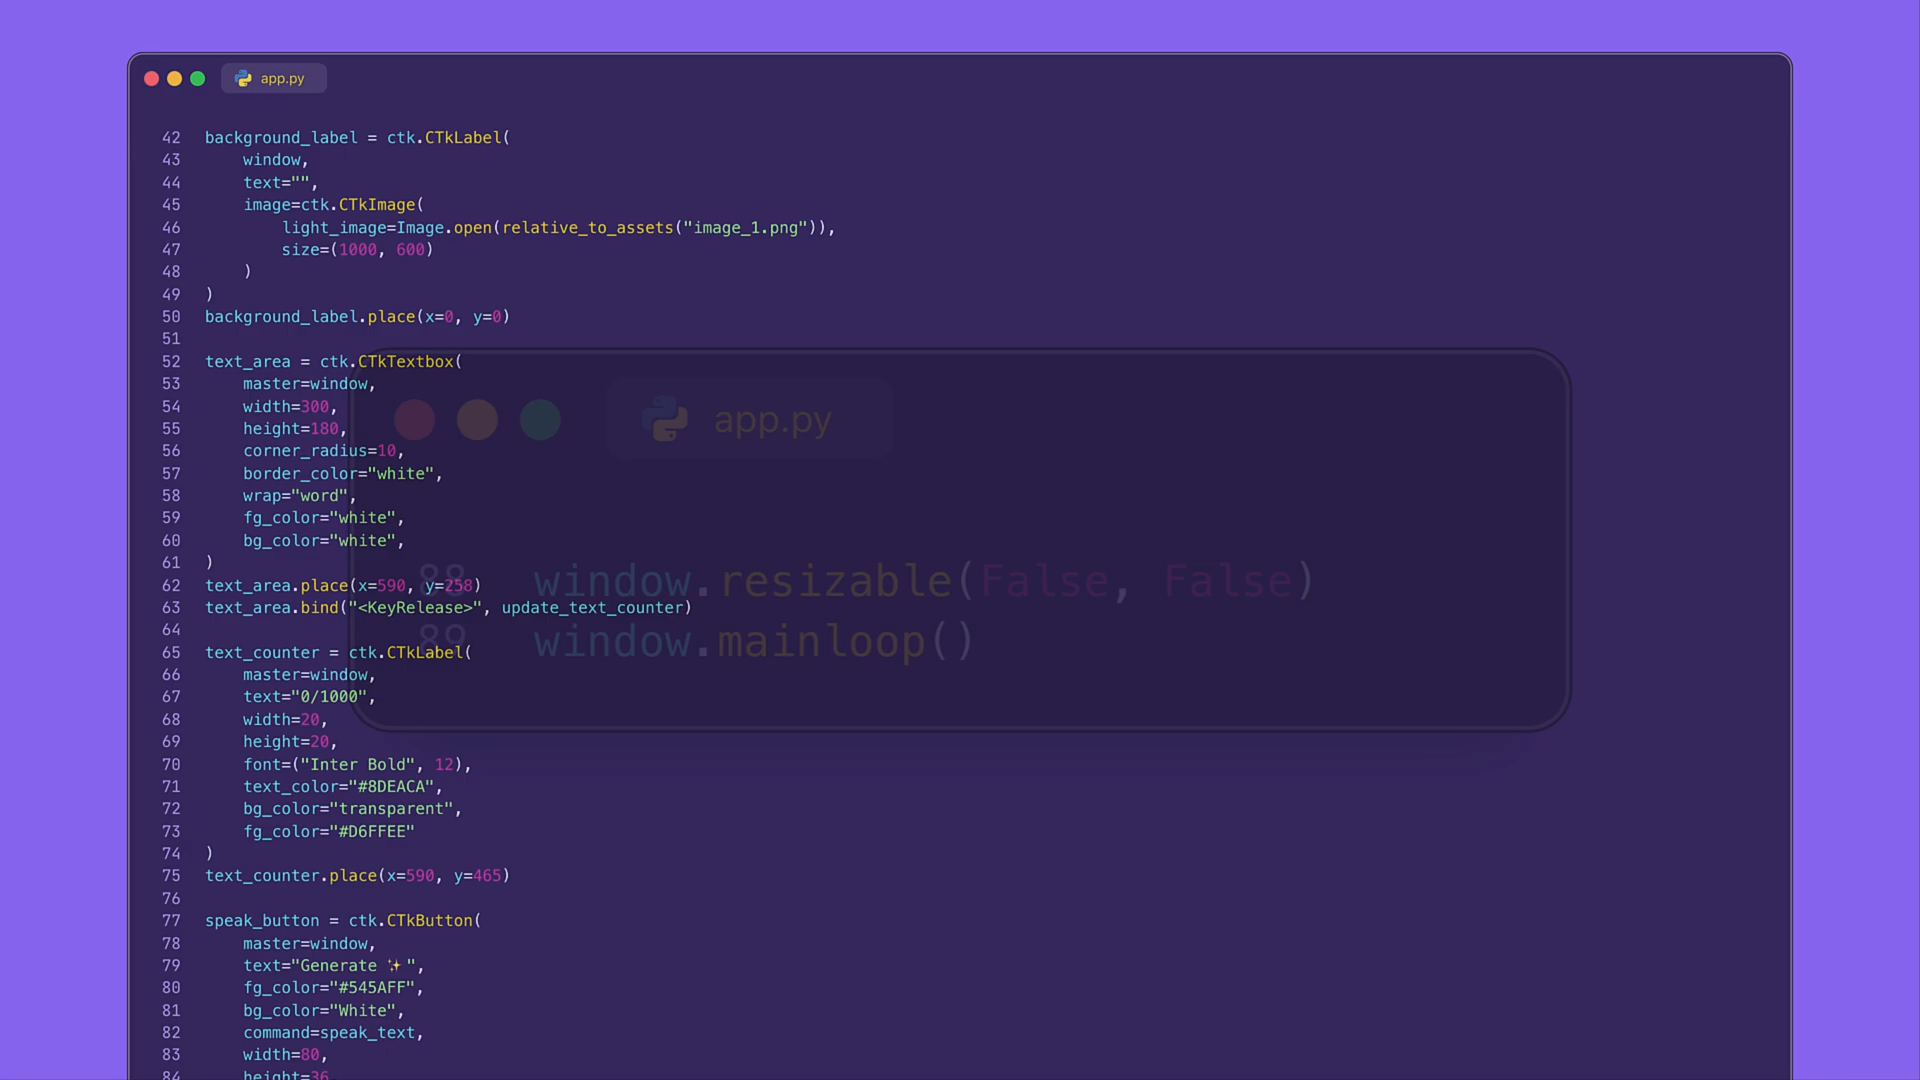 app.py
42 background_label = ctk.CTkLabel(
43     window,
44     text="",
45     image=ctk.CTkImage(
46         light_image=Image.open(relative_to_assets("image_1.png")),
47         size=(1000, 600)
48     )
49 )
50 background_label.place(x=0, y=0)
51
52 text_area = ctk.CTkTextbox(
53     master=window,
54     width=300,
55     height=180,
56     corner_radius=10,
57     border_color="white",
58     wrap="word",
59     fg_color="white",
60     bg_color="white",
61 )
62 text_area.place(x=590, y=258)
63 text_area.bind("<KeyRelease>", update_text_counter)
64
65 text_counter = ctk.CTkLabel(
66     master=window,
67     text="0/1000",
68     width=20,
69     height=20,
70     font=("Inter Bold", 12),
71     text_color="#8DEACA",
72     bg_color="transparent",
73     fg_color="#D6FFEE"
74 )
75 text_counter.place(x=590, y=465)
76
77 speak_button = ctk.CTkButton(
78     master=window,
79     text="Generate ✨",
80     fg_color="#545AFF",
81     bg_color="White",
82     command=speak_text,
83     width=80,
84     height=36
app.py
88 window.resizable(False, False)
89 window.mainloop()